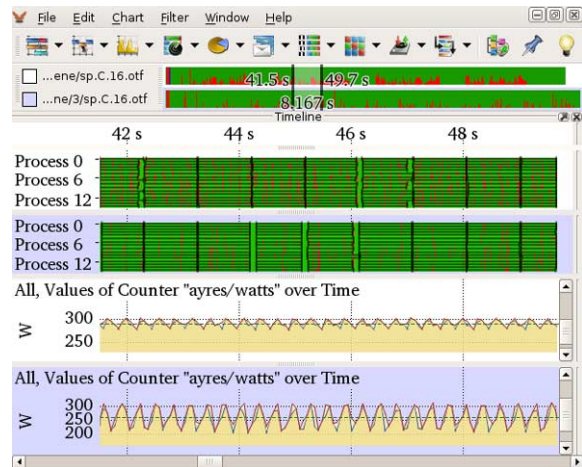 File Edit Chart Filter Window Help
...ene/sp.C.16.otf
41.5 s 49.7 s
...ne/3/sp.C.16.otf
8.167 s
Timeline
42 s 44 s 46 s 48 s
Process 0
Process 6
Process 12
Process 0
Process 6
Process 12
All, Values of Counter "ayres/watts" over Time
300
W
250
All, Values of Counter "ayres/watts" over Time
300
W
250
200